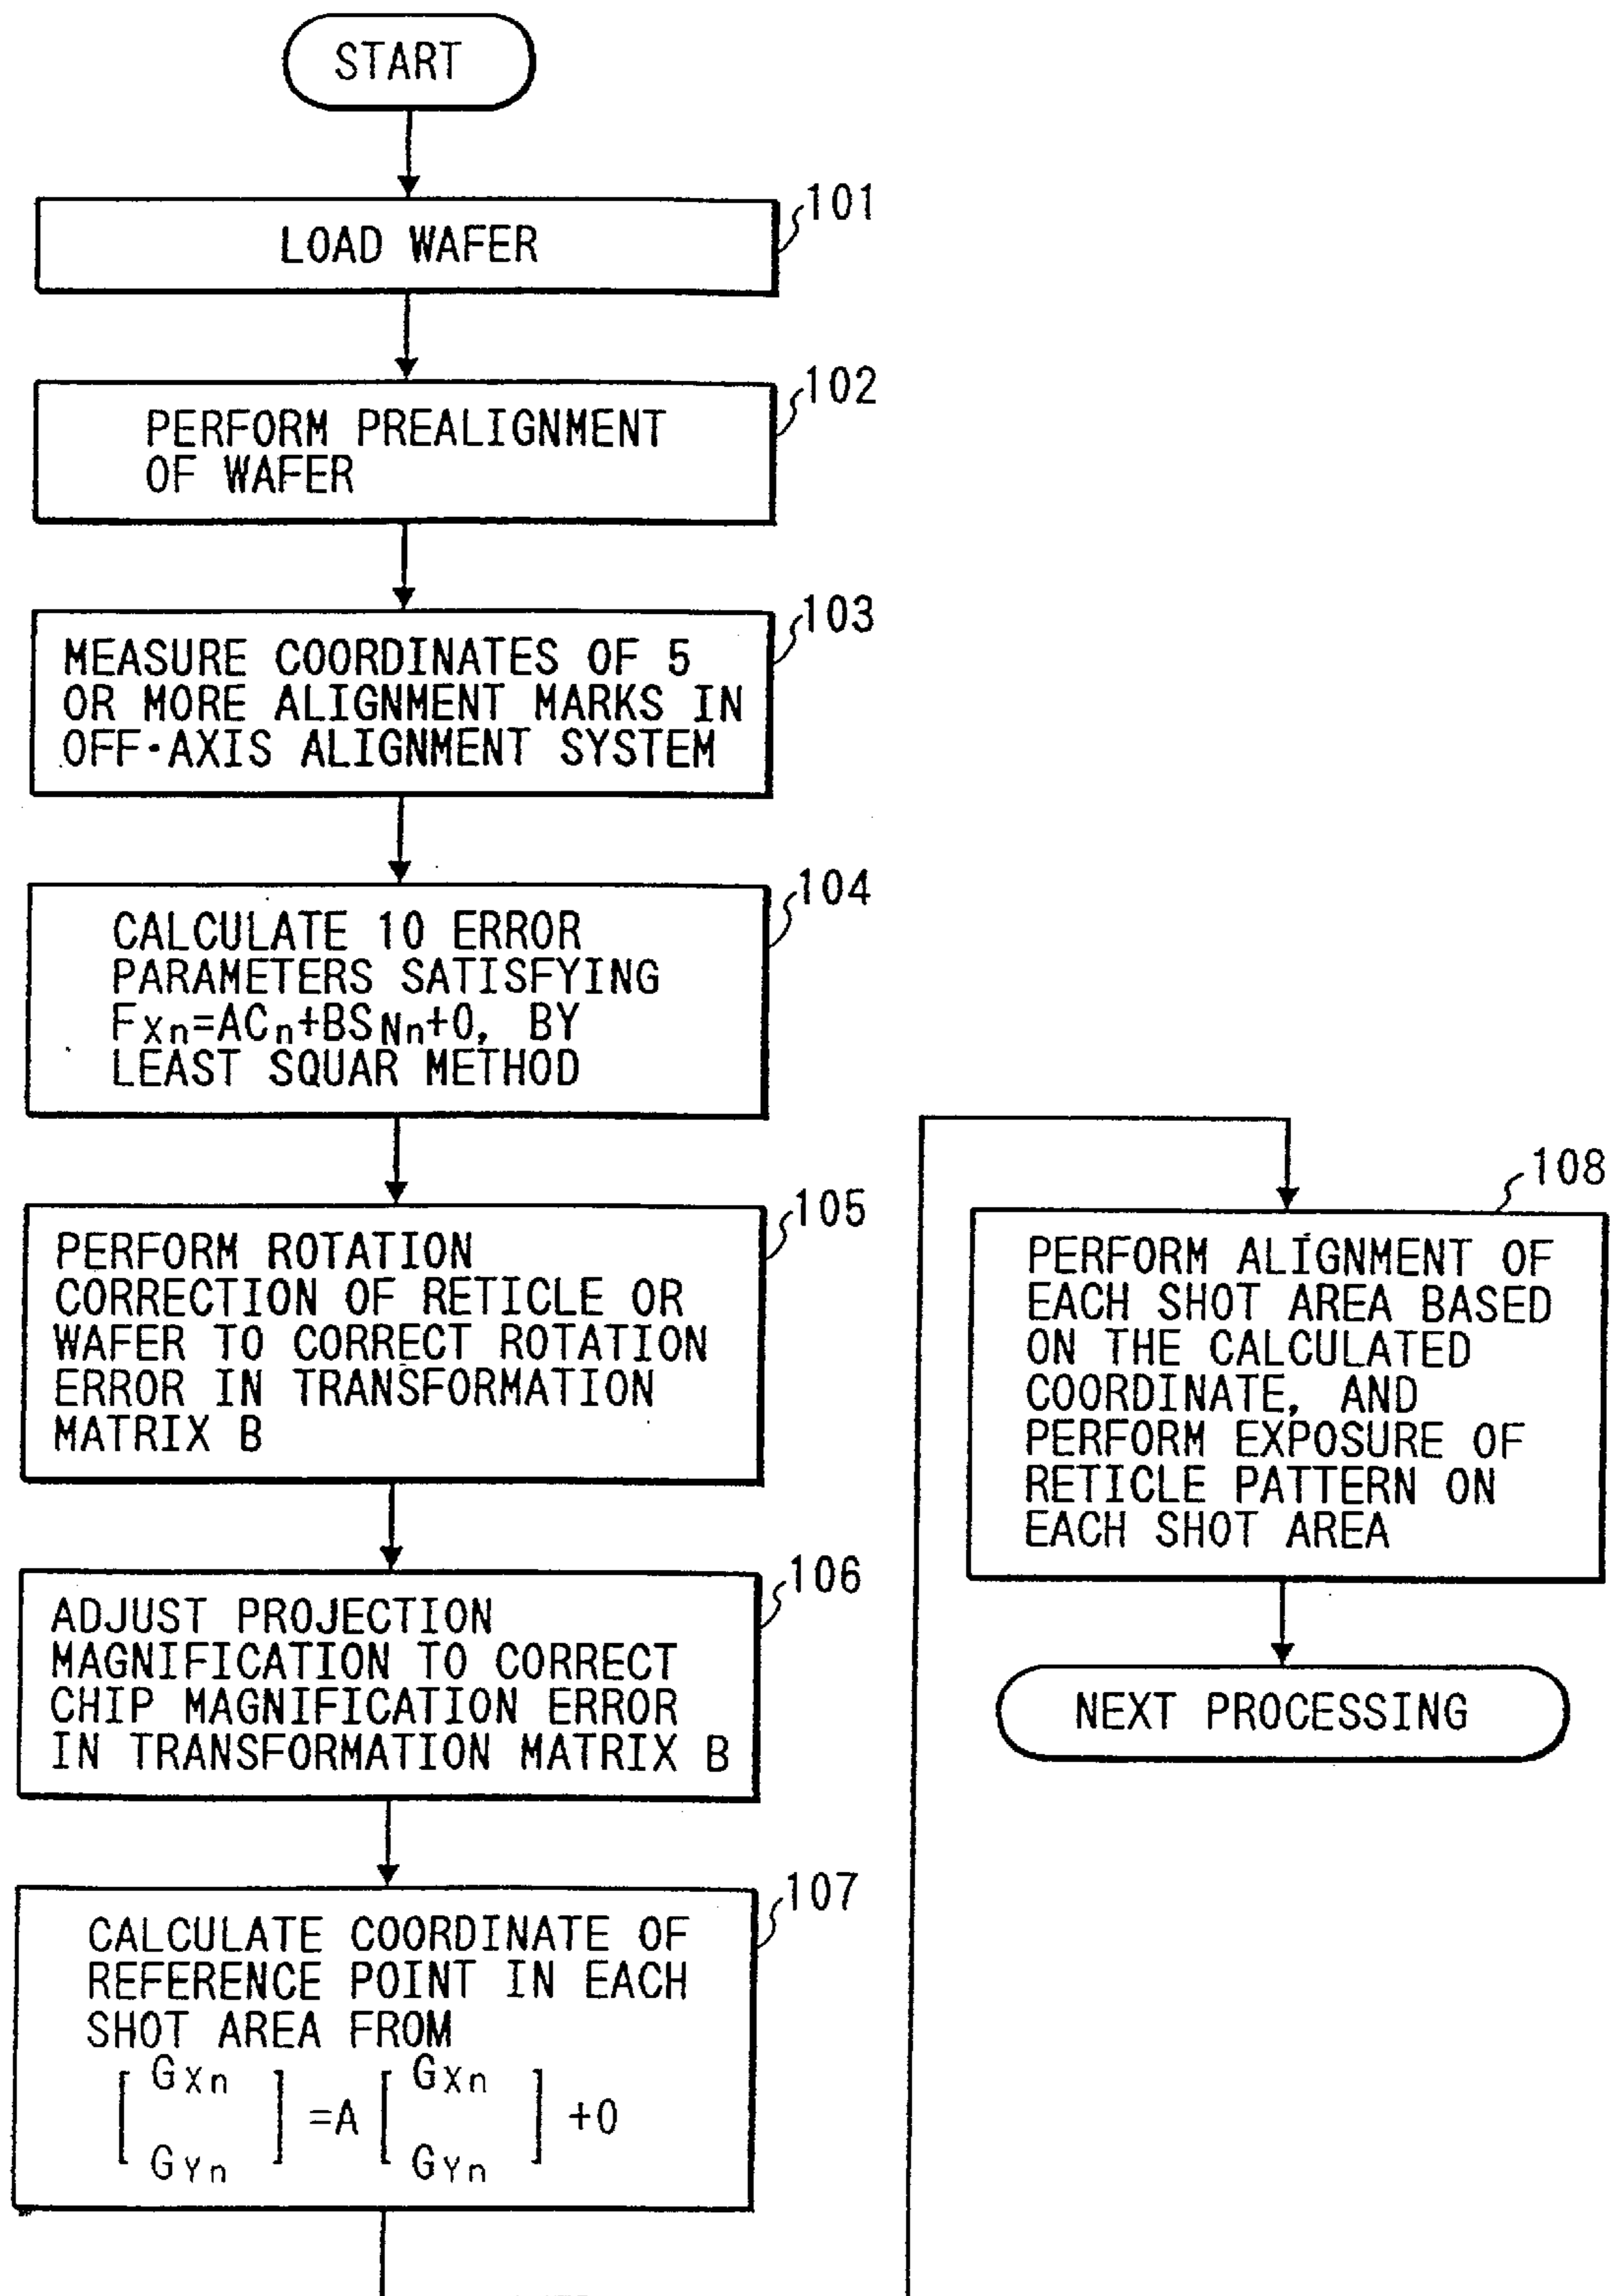 START
101
LOAD WAFER
102
PERFORM PREALIGNMENT
OF WAFER
103
MEASURE COORDINATES OF 5
OR MORE ALIGNMENT MARKS IN
OFF·AXIS ALIGNMENT SYSTEM
104
CALCULATE 10 ERROR
PARAMETERS SATISFYING
FXn=ACn+BSNn+0, BY
LEAST SQUAR METHOD
105
PERFORM ROTATION
CORRECTION OF RETICLE OR
WAFER TO CORRECT ROTATION
ERROR IN TRANSFORMATION
MATRIX B
106
ADJUST PROJECTION
MAGNIFICATION TO CORRECT
CHIP MAGNIFICATION ERROR
IN TRANSFORMATION MATRIX B
107
CALCULATE COORDINATE OF
REFERENCE POINT IN EACH
SHOT AREA FROM
[ GXn ] =A [ GXn ] +0
[ GYn ] [ GYn ]
108
PERFORM ALIGNMENT OF
EACH SHOT AREA BASED
ON THE CALCULATED
COORDINATE, AND
PERFORM EXPOSURE OF
RETICLE PATTERN ON
EACH SHOT AREA
NEXT PROCESSING